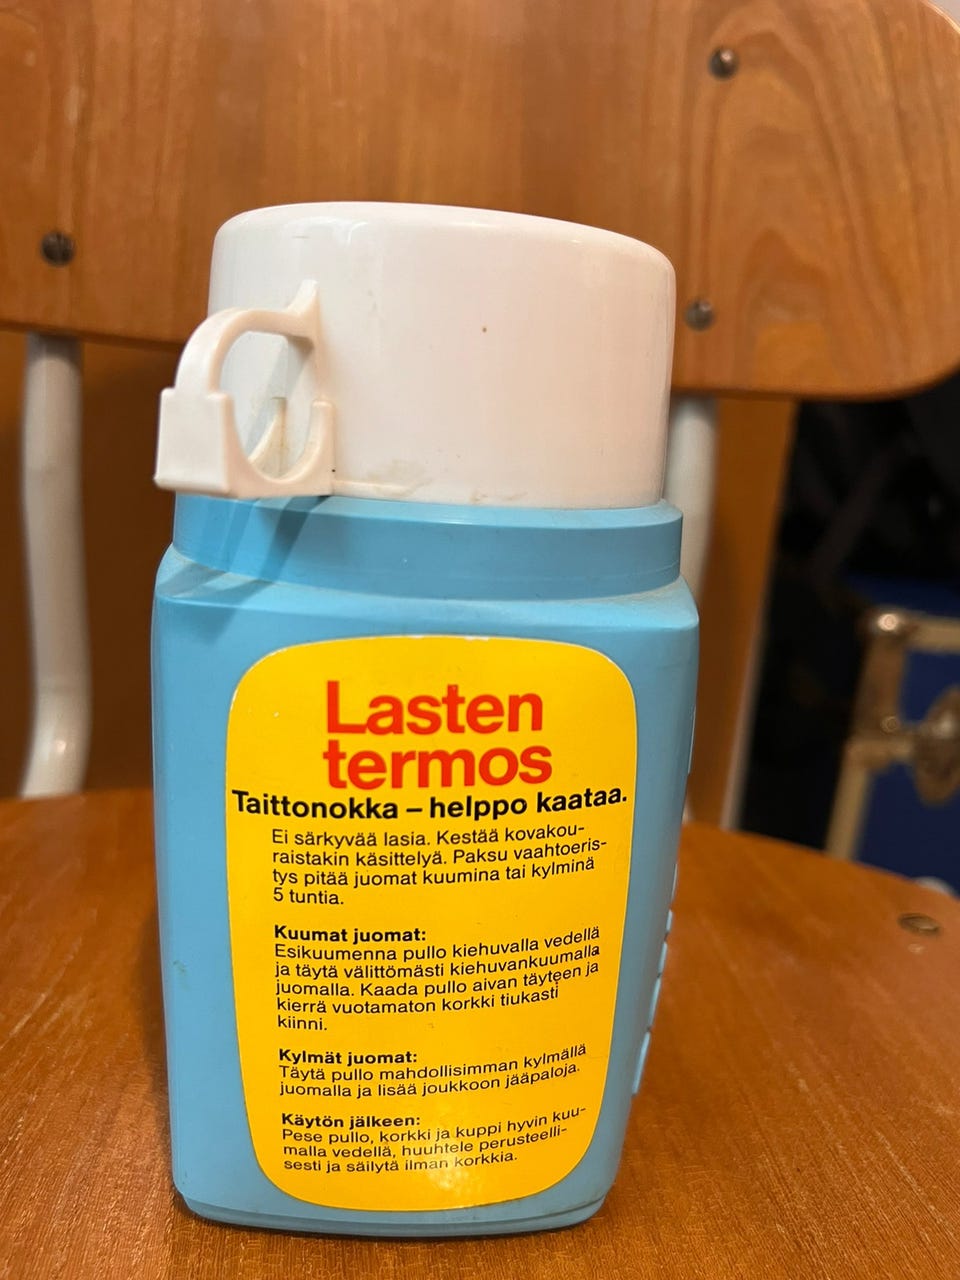 Lasten
termos
Taittonokka – helppo kaataa.
Ei särkyvää lasia. Kestää kovakou-
raistakin käsittelyä. Paksu vaahtoeris-
tys pitää juomat kuumina tai kylminä
5 tuntia.
Kuumat juomat:
Esikuumenna pullo kiehuvalla vedellä
ja täytä välittömästi kiehuvankuumalla
juomalla. Kaada pullo aivan täyteen ja
kierrä vuotamaton korkki tiukasti
kiinni.
Kylmät juomat:
Täytä pullo mahdollisimman kylmällä
juomalla ja lisää joukkoon jääpaloja.
Käytön jälkeen:
Pese pullo, korkki ja kuppi hyvin kuu-
malla vedellä, huuhtele perusteelli-
sesti ja säilytä ilman korkkia.